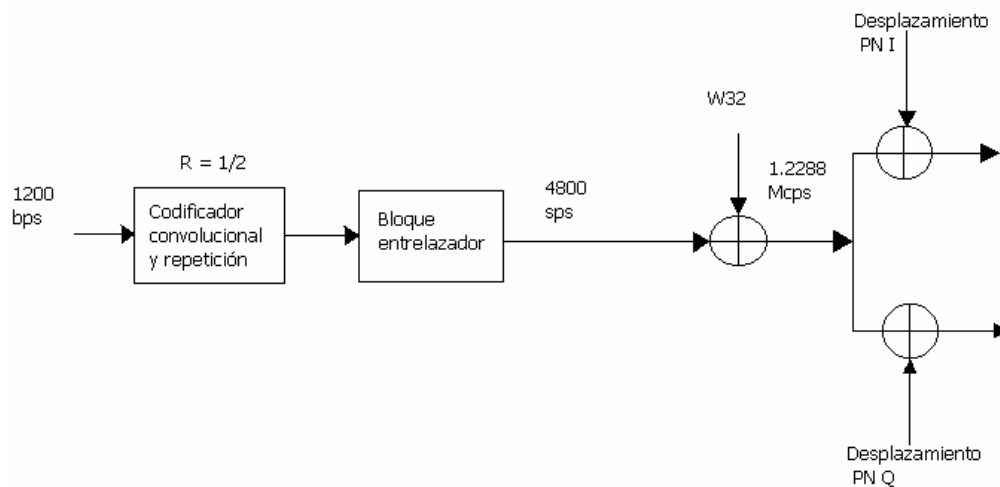 Desplazamiento
PN I
W32
R = 1/2
1200
bps
Codificador
convolucional
y repetición
Bloque
entrelazador
4800
sps
1.2288
Mcps
Desplazamiento
PN Q